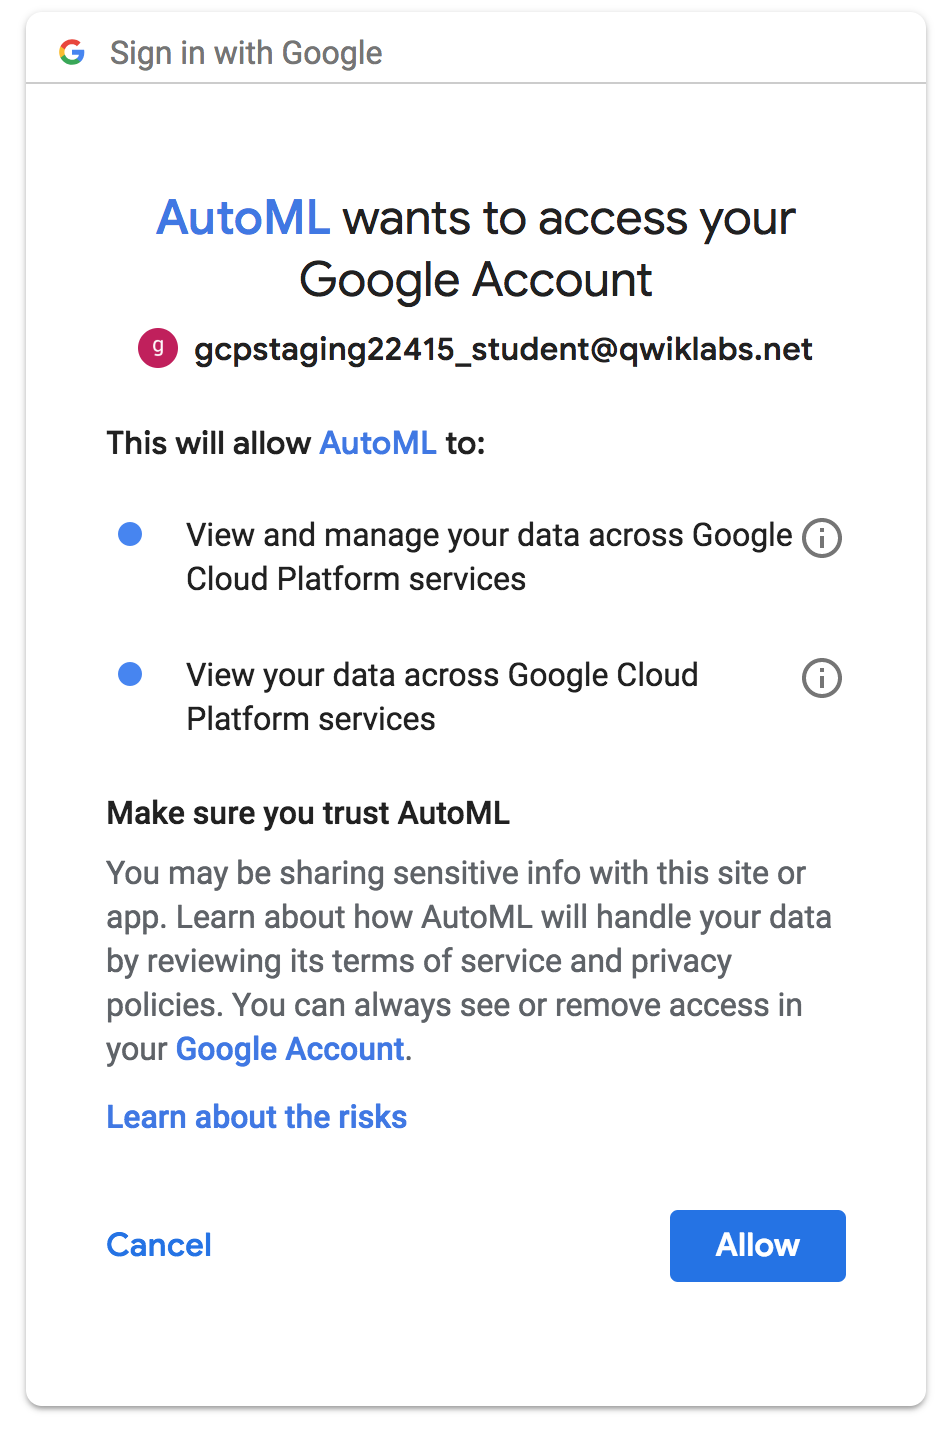 Sign in with Google
AutoML wants to access your
Google Account
g gcpstaging22415_student@qwiklabs.net
This will allow AutoML to:
View and manage your data across Google
Cloud Platform services
View your data across Google Cloud
Platform services
Make sure you trust AutoML
You may be sharing sensitive info with this site or
app. Learn about how AutoML will handle your data
by reviewing its terms of service and privacy
policies. You can always see or remove access in
your Google Account.
Learn about the risks
Cancel Allow